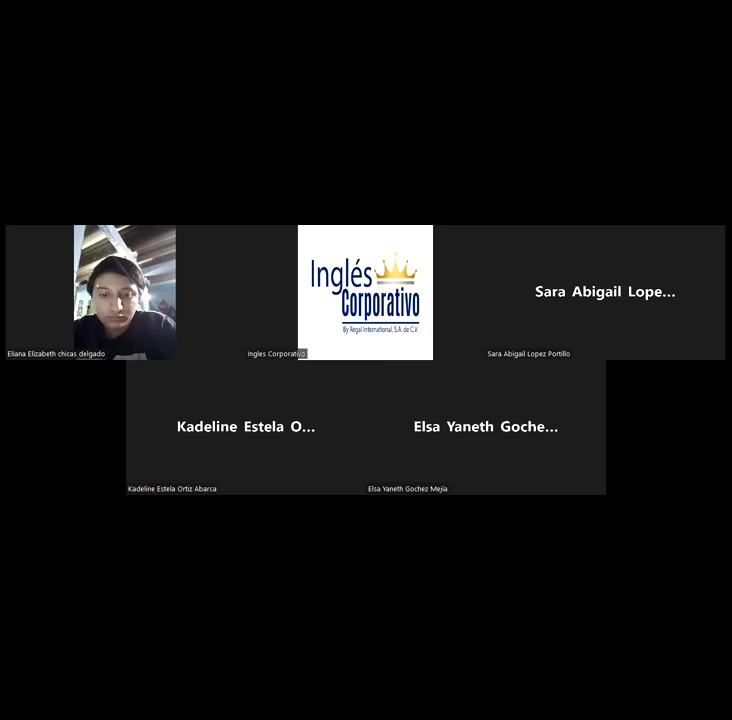 Inglés
Corporativo
By Regal International, S.A. de C.V.
Sara Abigail Lope...
Eliana Elizabeth chicas delgado
Ingles Corporativo
Sara Abigail Lopez Portillo
Kadeline Estela O...
Elsa Yaneth Goche...
Kadeline Estela Ortiz Abarca
Elsa Yaneth Gochez Mejía